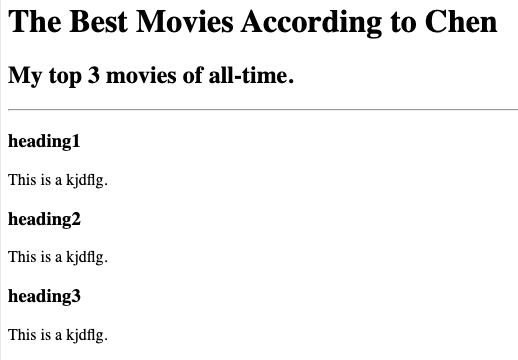 The Best Movies According to Chen
My top 3 movies of all-time.
heading1
This is a kjdflg.
heading2
This is a kjdflg.
heading3
This is a kjdflg.